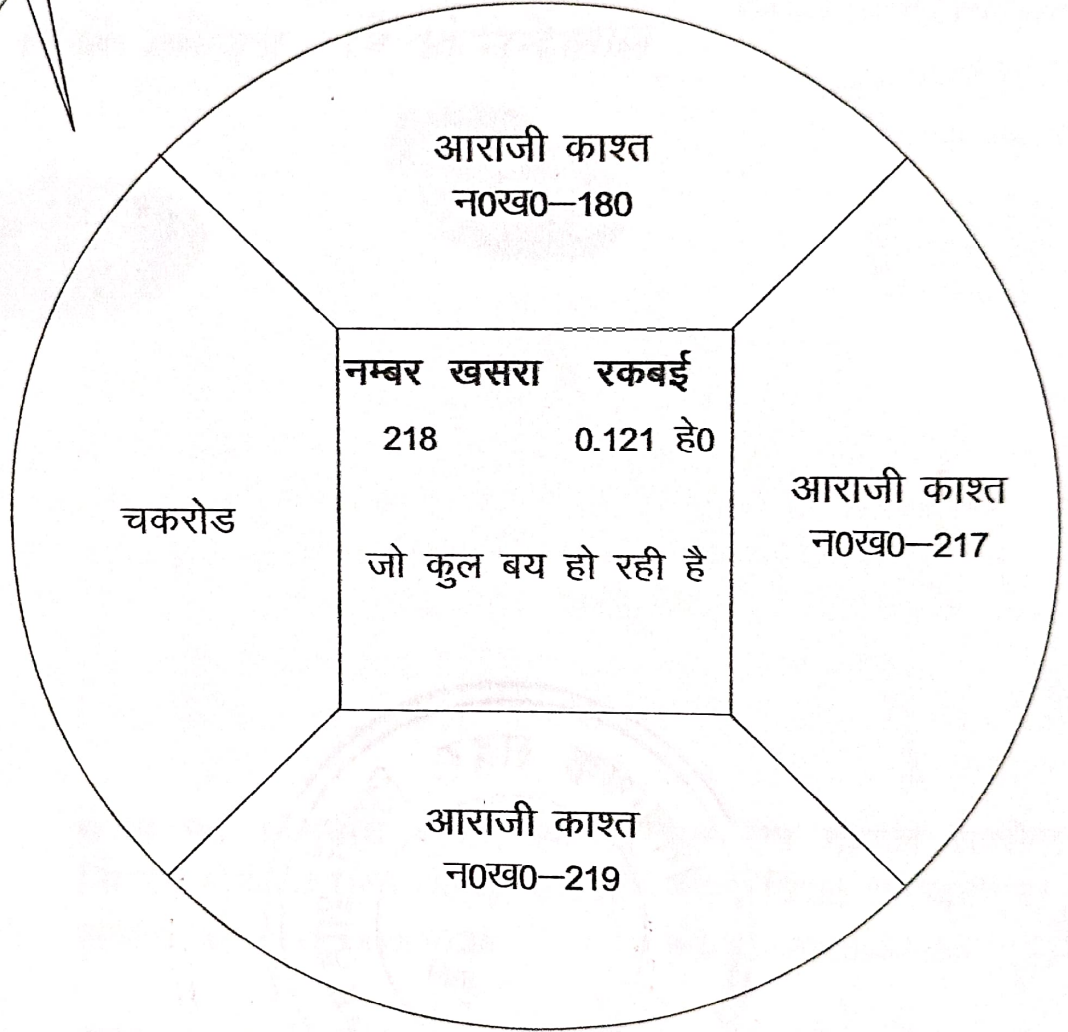 आराजी काश्त
न0ख0—180
नम्बर खसरा रकबई
218 0.121 हे0
जो कुल बय हो रही है
चकरोड
आराजी काश्त
न0ख0—217
आराजी काश्त
न0ख0—219